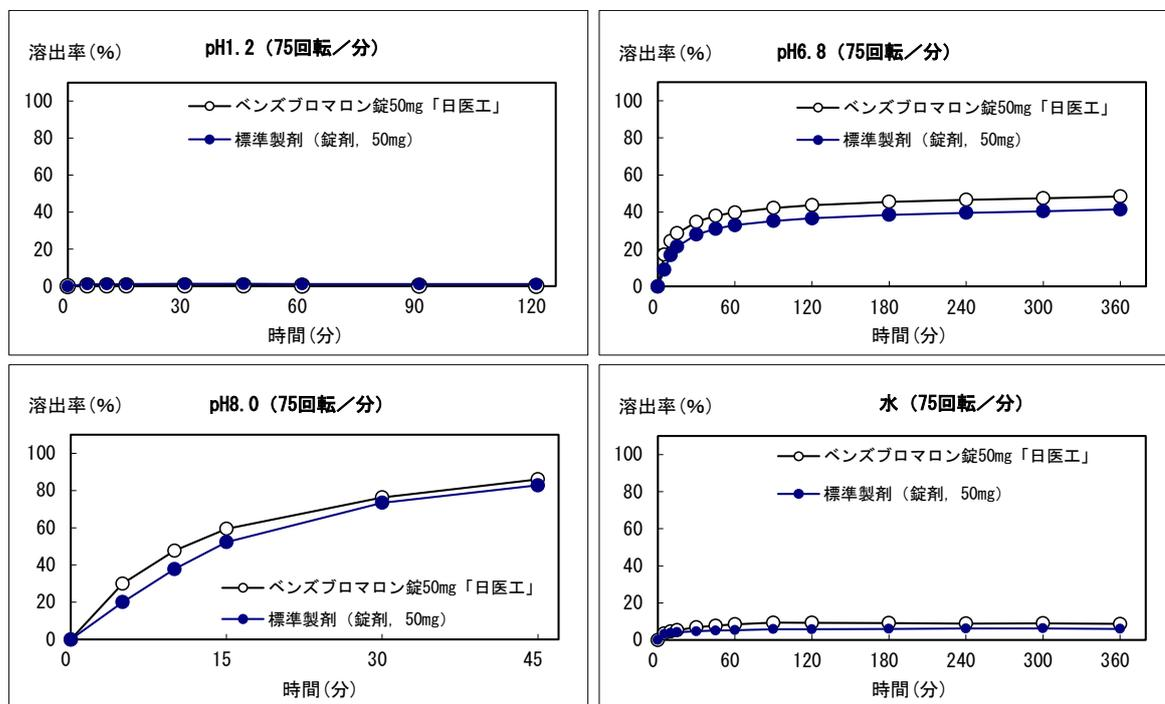 溶出率(%)
pH1.2（75回転／分）
ベンズブロマロン錠50mg「日医工」
標準製剤（錠剤, 50mg）
100
80
60
40
20
0
0 30 60 90 120
時間(分)
溶出率(%)
pH6.8（75回転／分）
ベンズブロマロン錠50mg「日医工」
標準製剤（錠剤, 50mg）
100
80
60
40
20
0
0 60 120 180 240 300 360
時間(分)
溶出率(%)
pH8.0（75回転／分）
100
80
60
40
20
0
ベンズブロマロン錠50mg「日医工」
標準製剤（錠剤, 50mg）
0 15 30 45
時間(分)
溶出率(%)
水（75回転／分）
ベンズブロマロン錠50mg「日医工」
標準製剤（錠剤, 50mg）
100
80
60
40
20
0
0 60 120 180 240 300 360
時間(分)